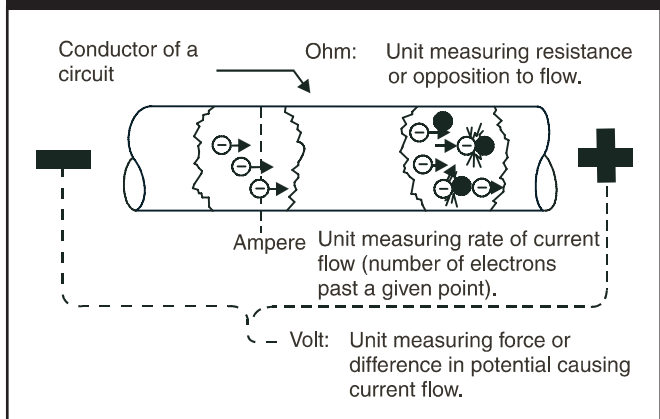 Conductor of a
circuit
Ohm: Unit measuring resistance
or opposition to flow.
Ampere Unit measuring rate of current
flow (number of electrons
past a given point).
Volt: Unit measuring force or
difference in potential causing
current flow.